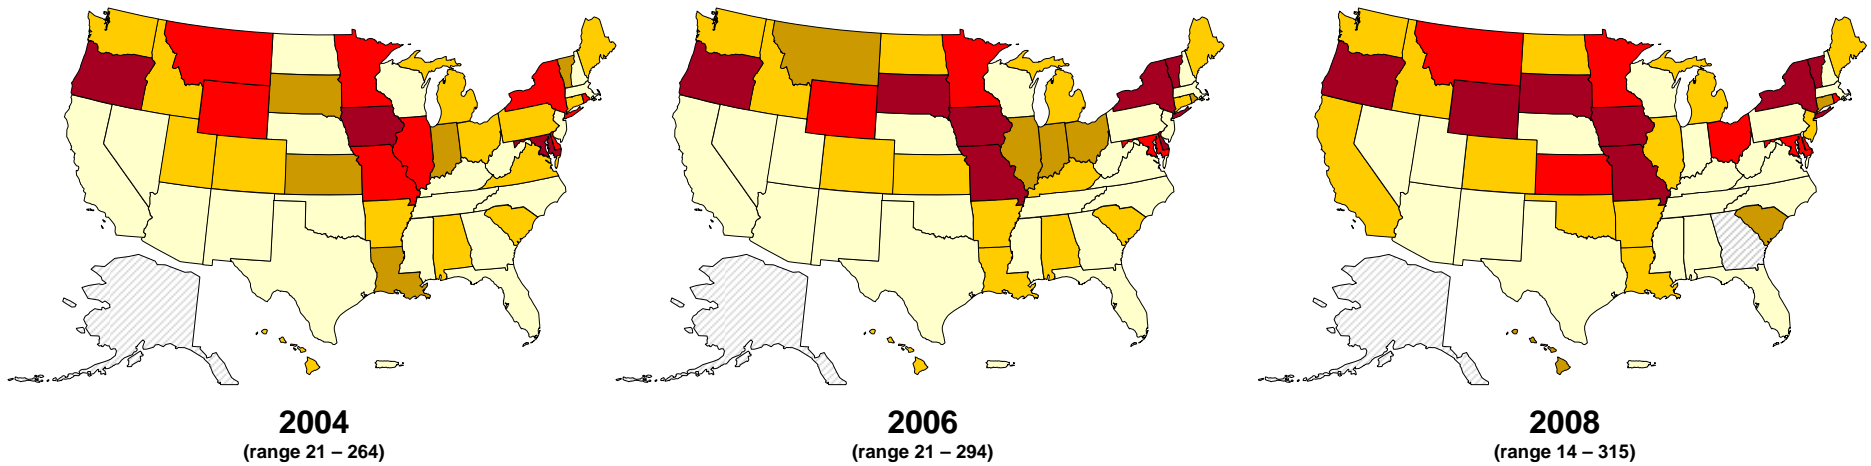 2004
(range 21 – 264)
2006
(range 21 – 294)
2008
(range 14 – 315)